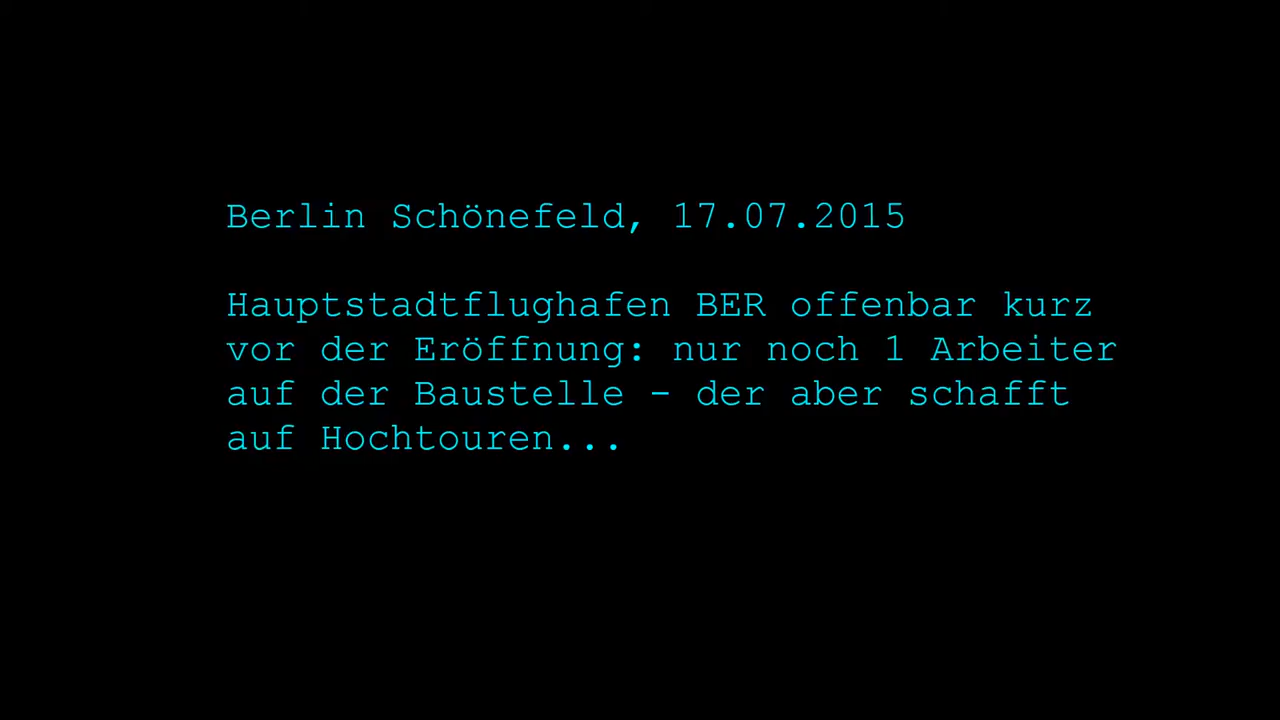 Berlin Schönefeld, 17.07.2015
Hauptstadtflughafen BER offenbar kurz
vor der Eröffnung: nur noch 1 Arbeiter
auf der Baustelle - der aber schafft
auf Hochtouren...